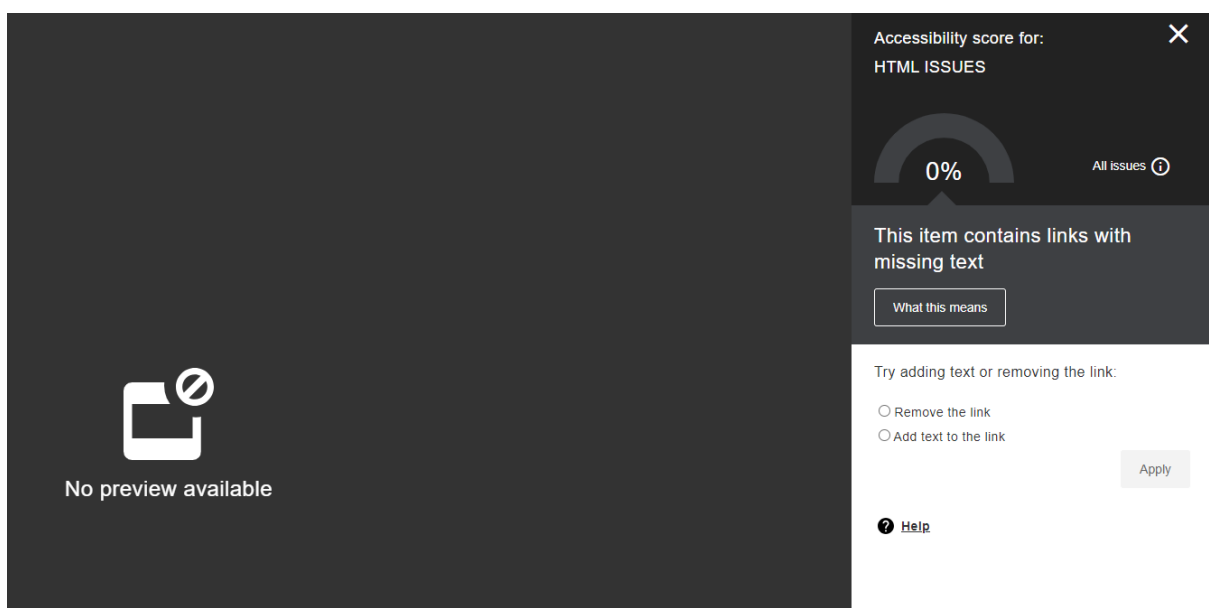 Accessibility score for:
HTML ISSUES
0%
All issues
This item contains links with
missing text
What this means
Try adding text or removing the link:
Remove the link
Add text to the link
Apply
Help
No preview available